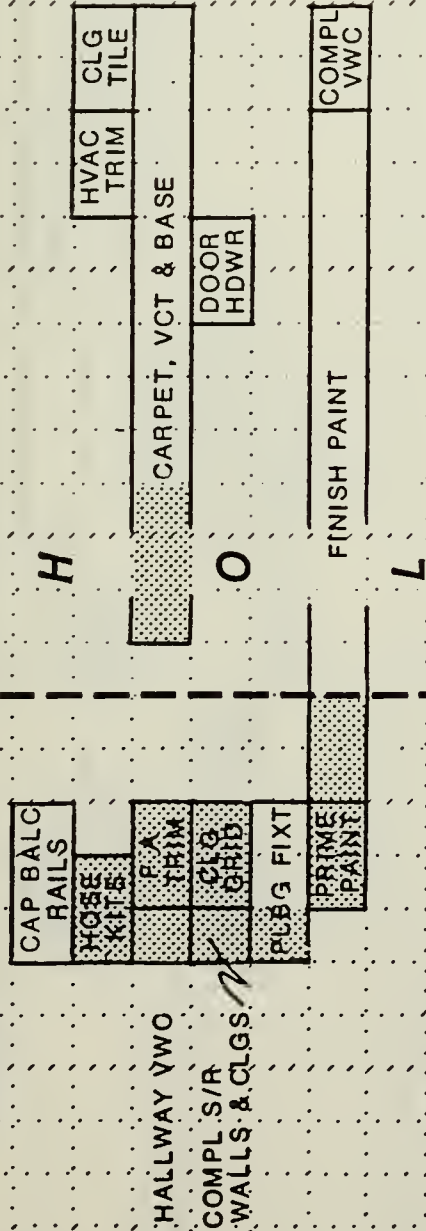 CLG
TILE
HVAC
TRIM
CARPET, VCT & BASE
DOOR
HDWR
COMPL
VWC
FINISH PAINT
H
O
L
CAP BALC
RAILS
HOSE
KITS
F.A
TRIM
CLG
GRID
PLBG FIXT
PRIME
PAINT
HALLWAY VWO
COMPL S/R
WALLS & CLGS